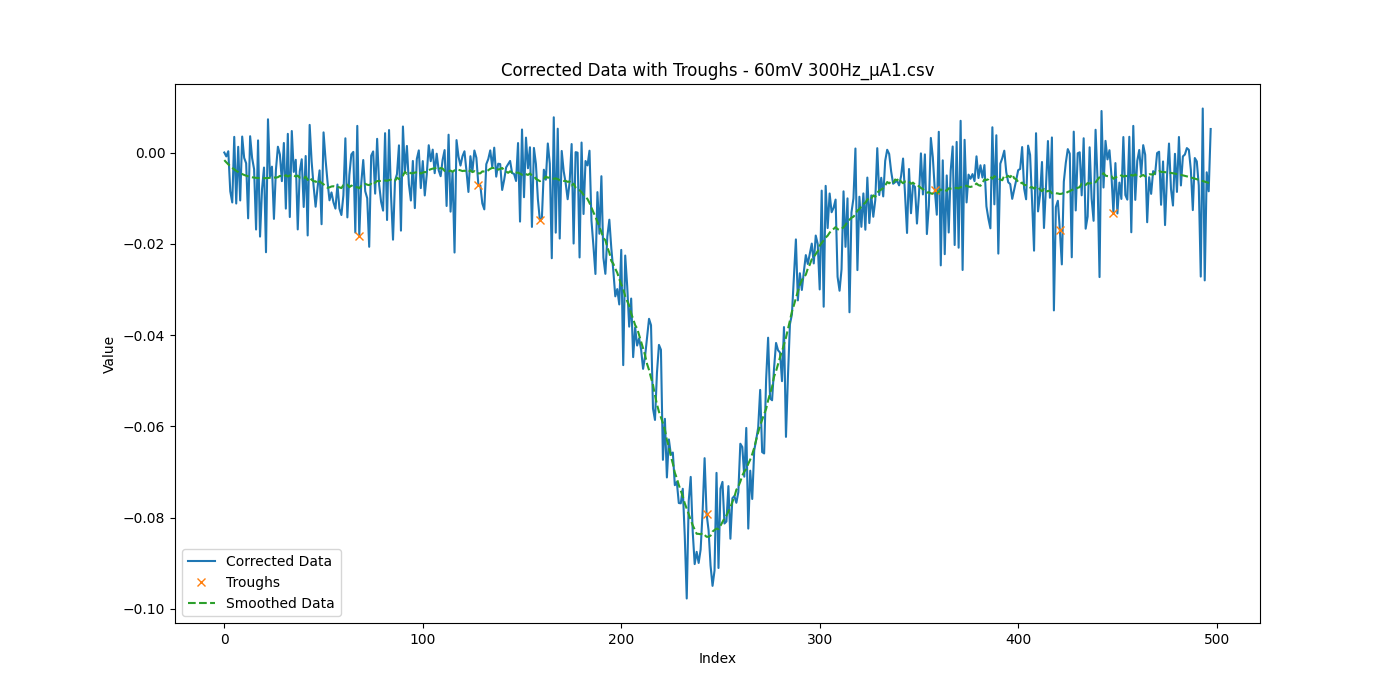 Corrected Data with Troughs - 60mV 300Hz_μA1.csv
Value
0.00
−0.02
−0.04
−0.06
−0.08
−0.10
Corrected Data
Troughs
Smoothed Data
0 100 200 300 400 500
Index